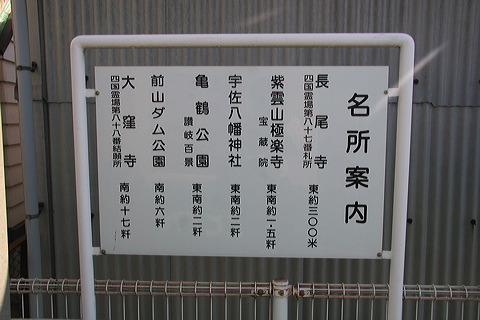 名所案内
長尾寺 東約三〇〇米
四国霊場第八十七番札所
紫雲山極楽寺 東南約一・五粁
宝蔵院
宇佐八幡神社 東南約二粁
亀鶴公園 東南約二粁
讃岐百景
前山ダム公園 南約六粁
大窪寺 南約十七粁
四国霊場第八十八番結願所